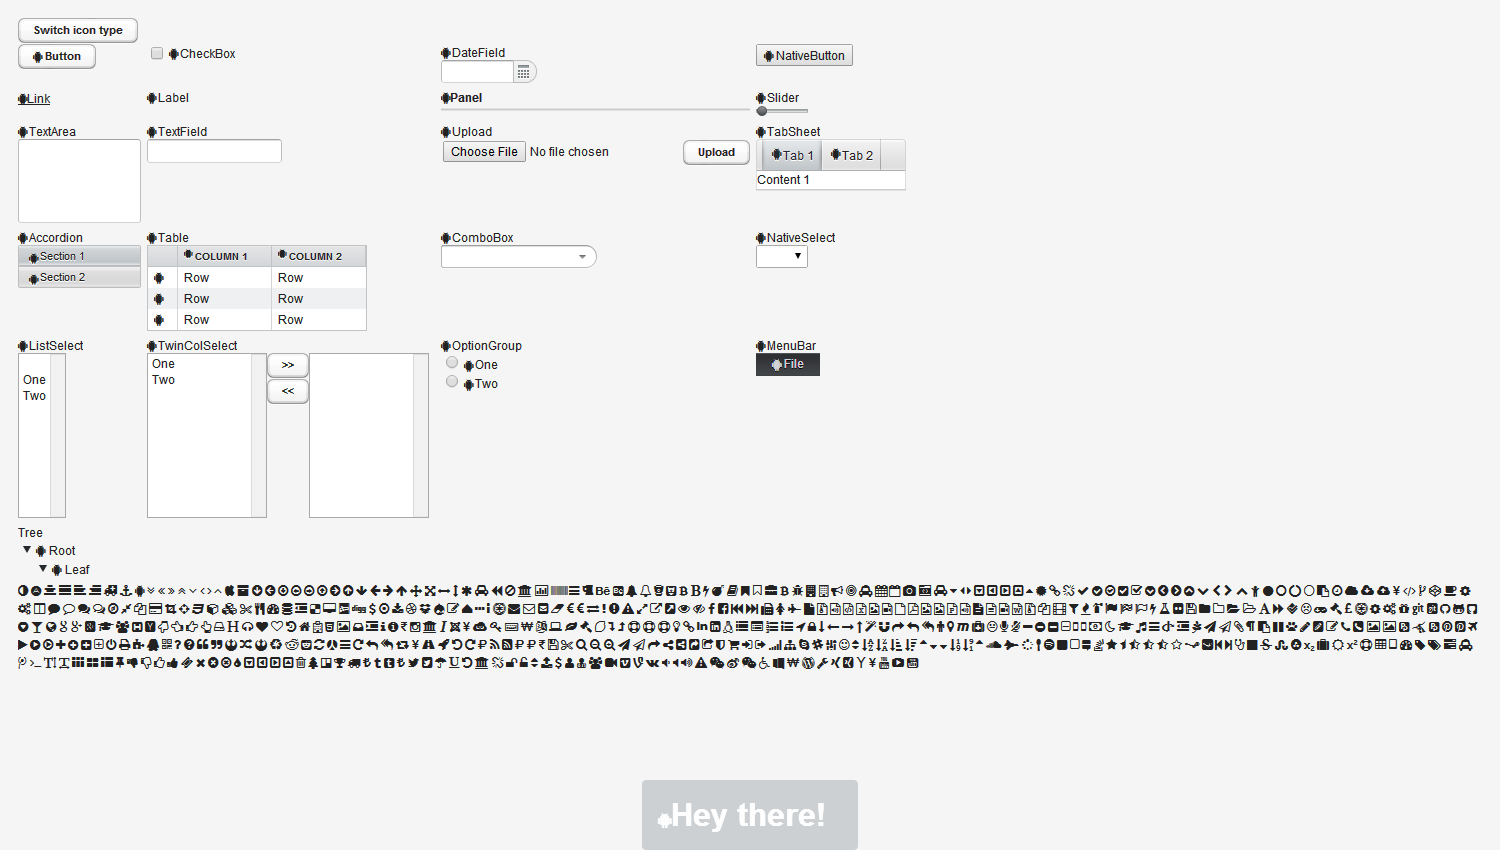 Switch icon type
Button
CheckBox
DateField
NativeButton
Link
Label
Panel
Slider
TextArea
TextField
Upload
Choose File No file chosen
Upload
TabSheet
Tab 1 Tab 2
Content 1
Accordion
Section 1
Section 2
Table
COLUMN 1 COLUMN 2
Row Row
Row Row
Row Row
ComboBox
NativeSelect
ListSelect
One
Two
TwinColSelect
One
Two
>>
<<
OptionGroup
One
Two
MenuBar
File
Tree
Root
Leaf
Hey there!